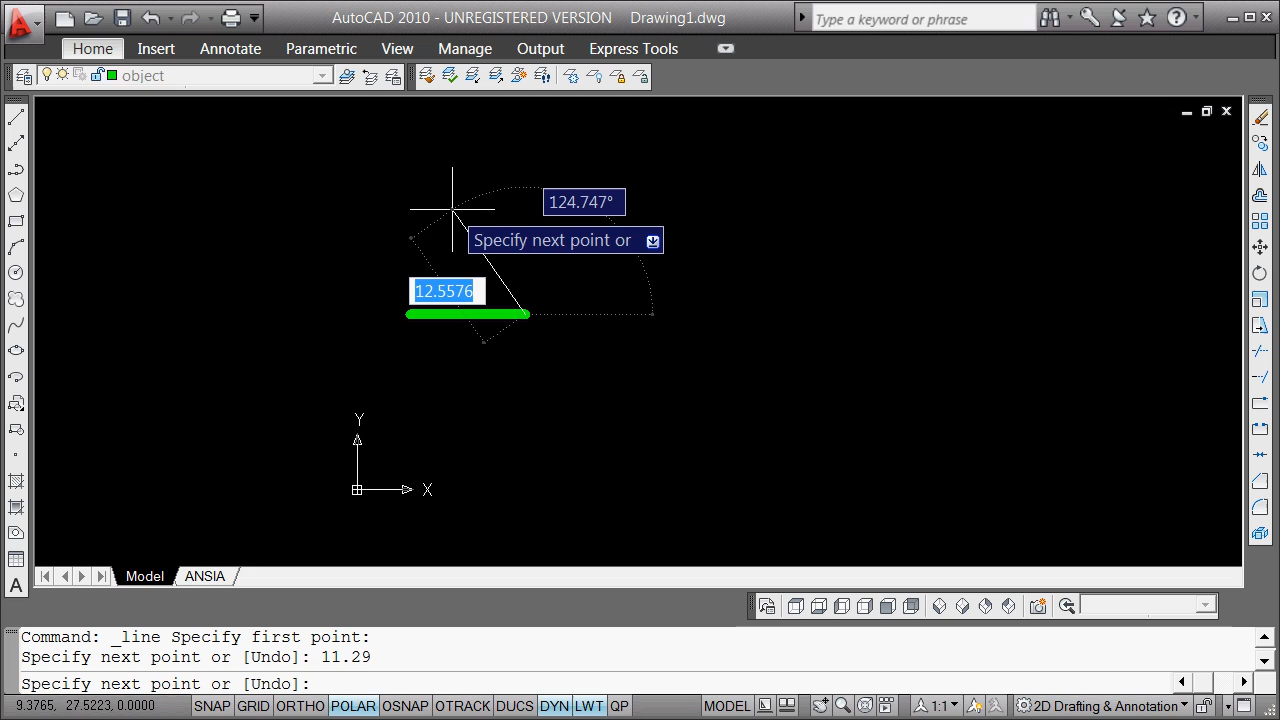 AutoCAD 2010 - UNREGISTERED VERSION Drawing1.dwg
Type a keyword or phrase
Home Insert Annotate Parametric View Manage Output Express Tools
object
124.747°
Specify next point or
12.5576
Y
X
Model ANSIA
A
Command: _line Specify first point:
Specify next point or [Undo]: 11.29
Specify next point or [Undo]:
9.3765, 27.5223, 0.0000 SNAP GRID ORTHO POLAR OSNAP OTRACK DUCS DYN LWT QP MODEL 1:1 2D Drafting & Annotation